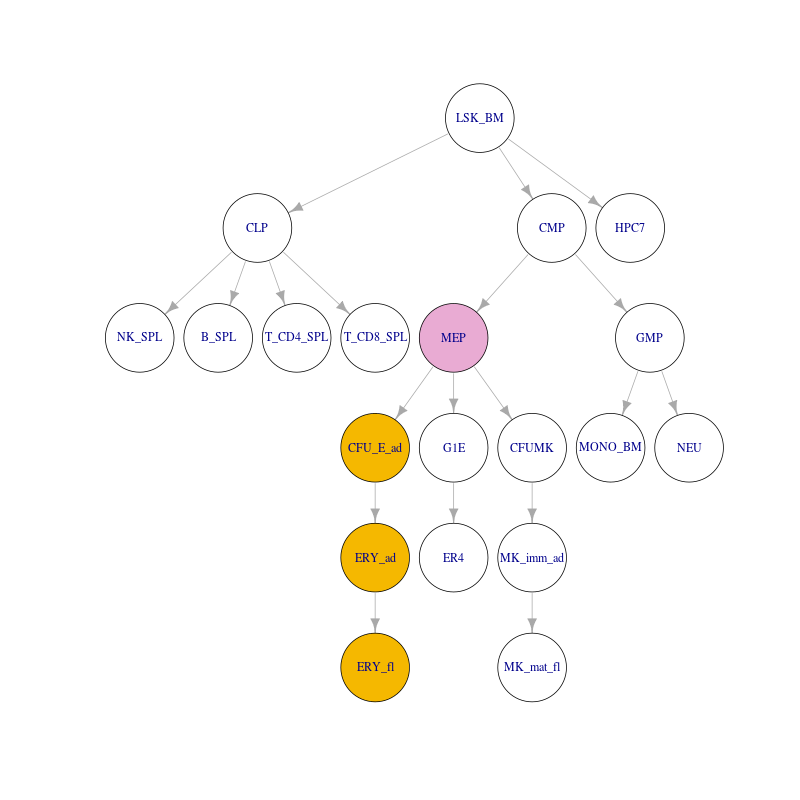 LSK_BM
CLP
CMP
HPC7
NK_SPL
B_SPL
T_CD4_SPL
T_CD8_SPL
MEP
GMP
CFU_E_ad
G1E
CFUMK
MONO_BM
NEU
ERY_ad
ER4
MK_imm_ad
ERY_fl
MK_mat_fl